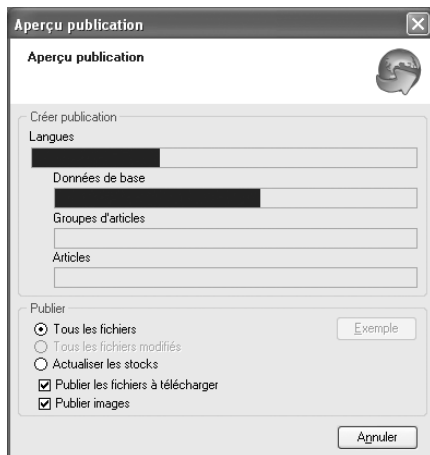 Aperçu publication
Aperçu publication
Créer publication
Langues
Données de base
Groupes d'articles
Articles
Publier
Tous les fichiers
Exemple
Tous les fichiers modifiés
Actualiser les stocks
Publier les fichiers à télécharger
Publier images
Annuler